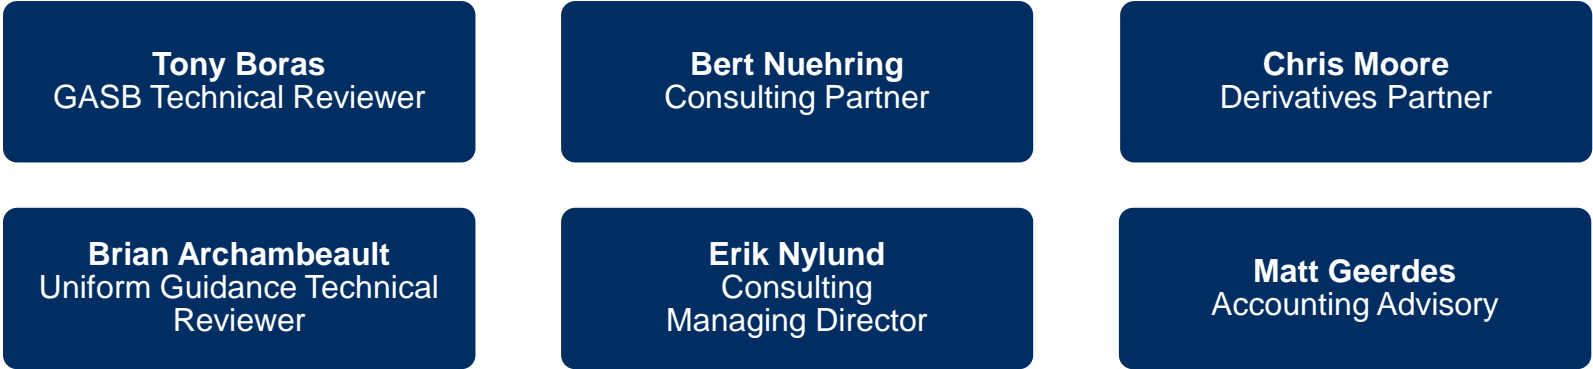 Tony Boras
GASB Technical Reviewer
Bert Nuehring
Consulting Partner
Chris Moore
Derivatives Partner
Brian Archambeault
Uniform Guidance Technical
Reviewer
Erik Nylund
Consulting
Managing Director
Matt Geerdes
Accounting Advisory